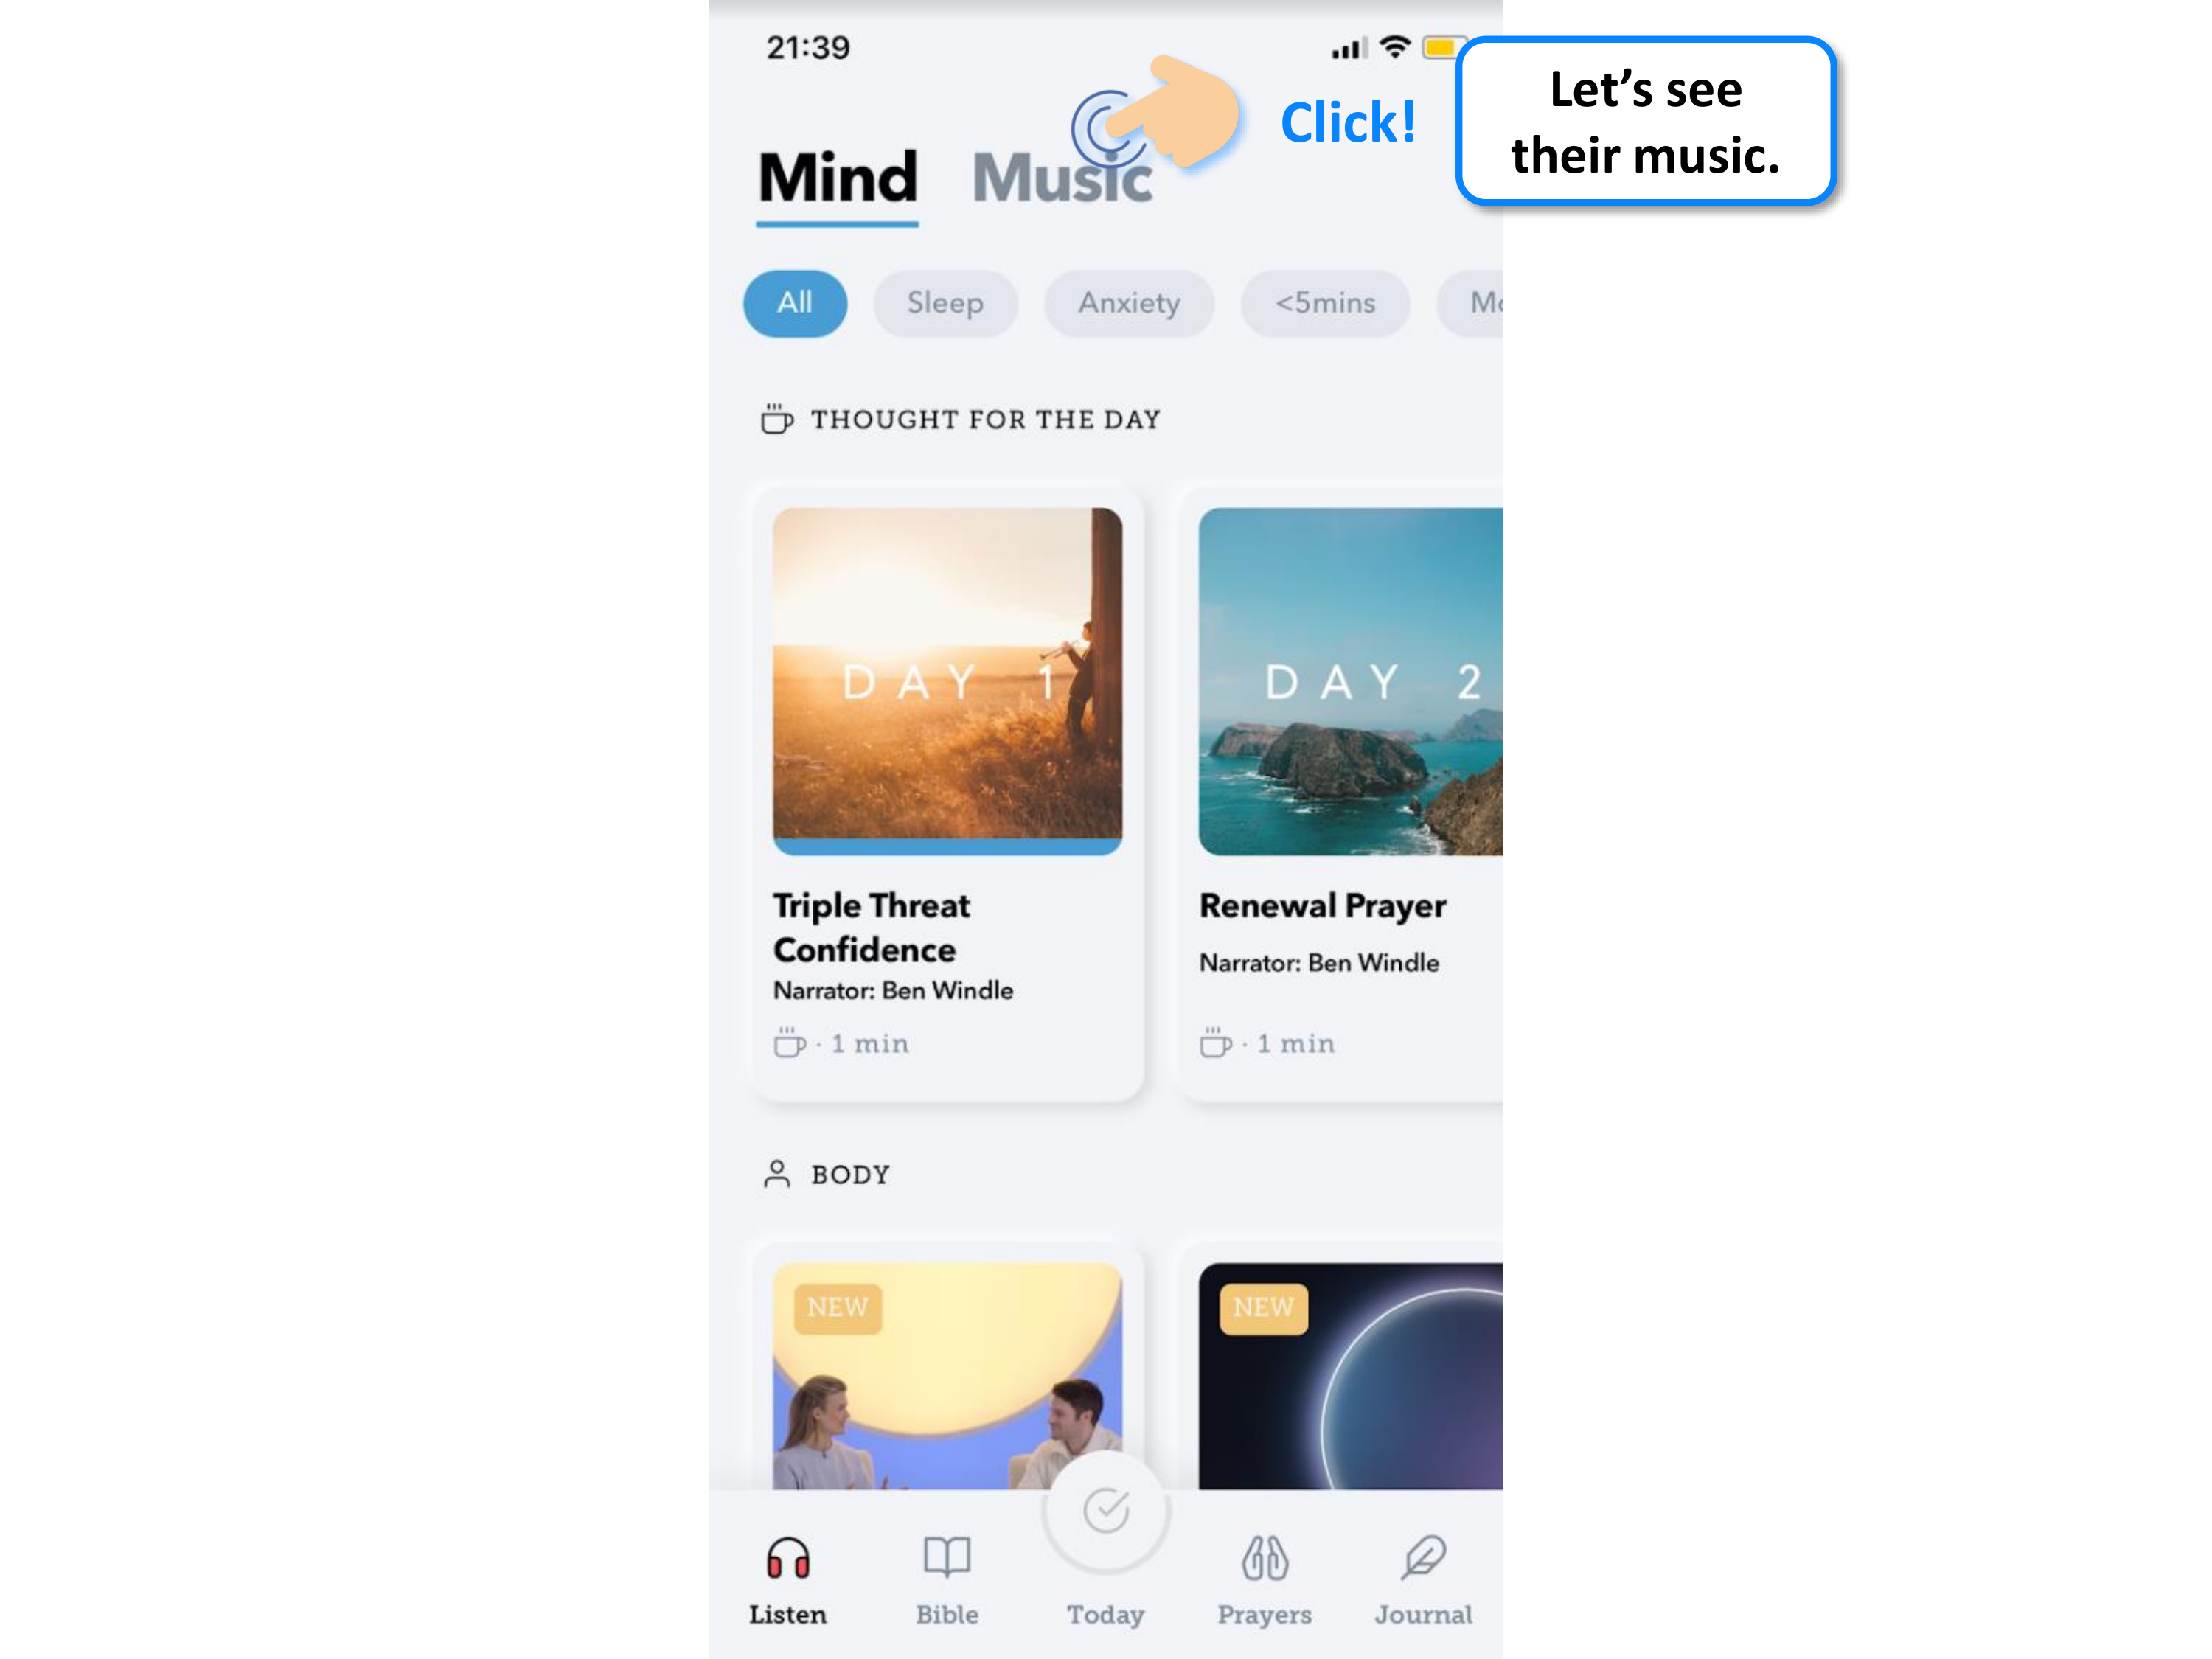 21:39
Click!
Let's see
their music.
Mind Music
All Sleep Anxiety <5mins
THOUGHT FOR THE DAY
DAY 1 DAY 2
Triple Threat
Confidence
Narrator: Ben Windle
· 1 min
Renewal Prayer
Narrator: Ben Windle
· 1 min
BODY
NEW NEW
Listen Bible Today Prayers Journal